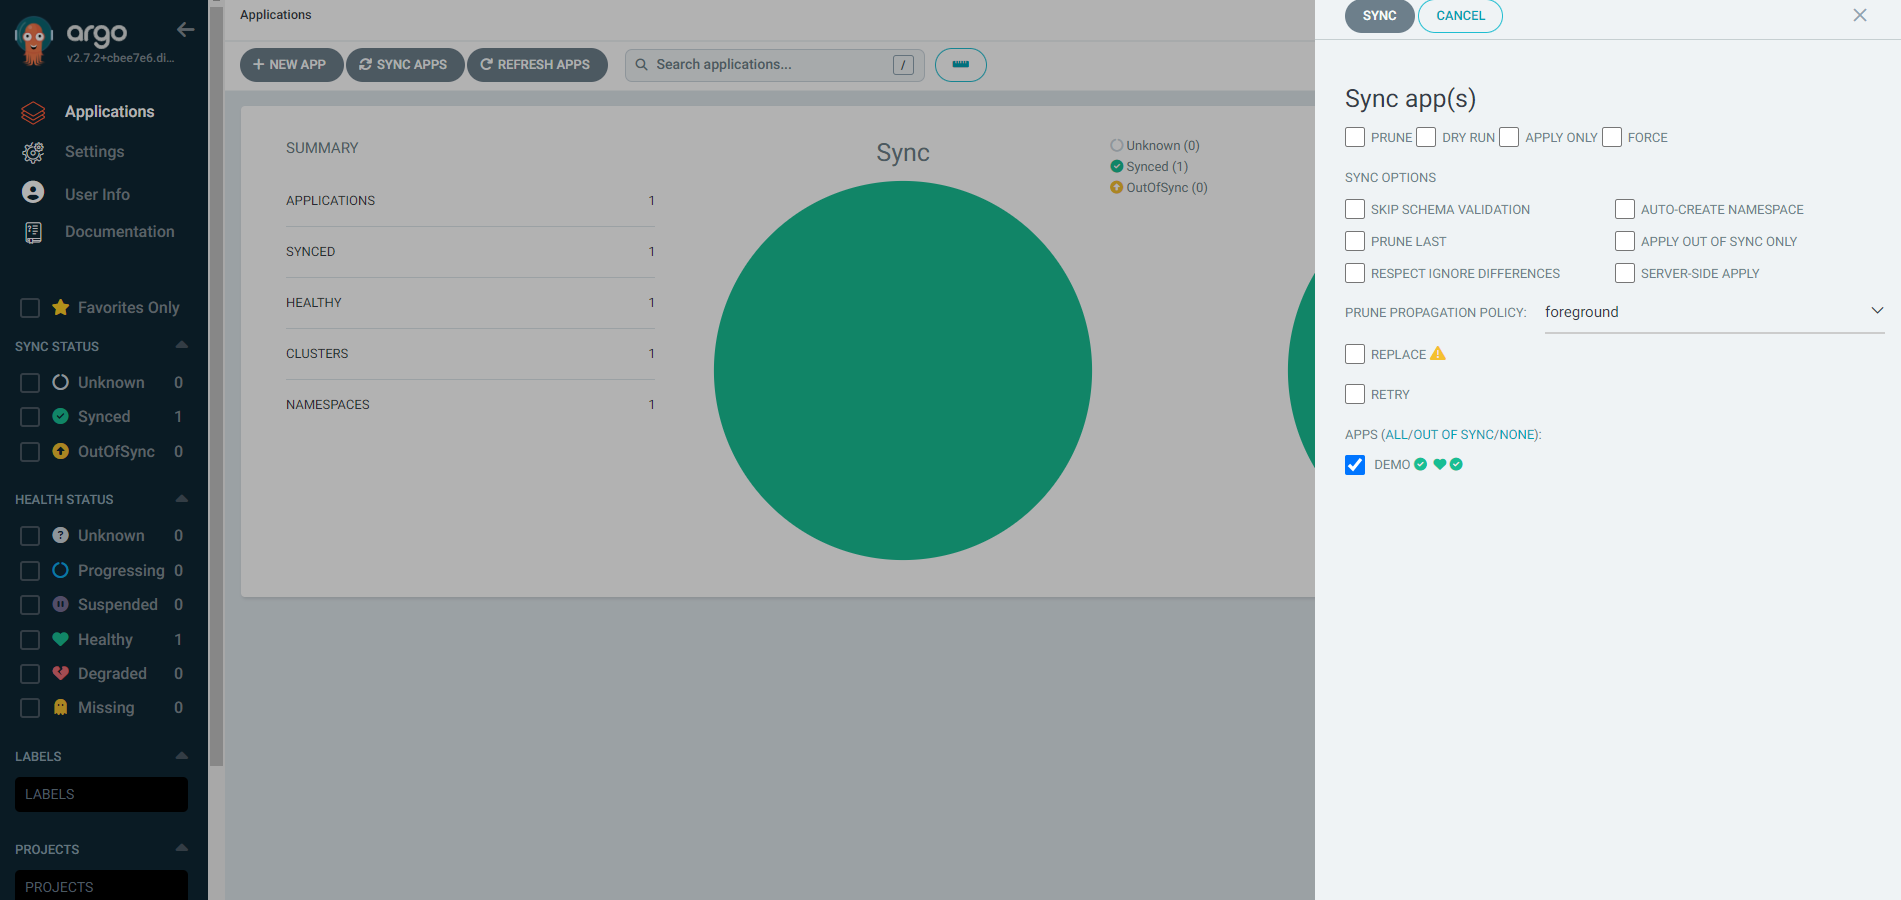 argo
v2.7.2+cbee7e6.di...
Applications
Settings
User Info
Documentation
Favorites Only
SYNC STATUS
Unknown 0
Synced 1
OutOfSync 0
HEALTH STATUS
Unknown 0
Progressing 0
Suspended 0
Healthy 1
Degraded 0
Missing 0
LABELS
LABELS
PROJECTS
PROJECTS
Applications
+ NEW APP SYNC APPS REFRESH APPS Search applications... /
SUMMARY
APPLICATIONS 1
SYNCED 1
HEALTHY 1
CLUSTERS 1
NAMESPACES 1
Sync
Unknown (0)
Synced (1)
OutOfSync (0)
SYNC CANCEL
Sync app(s)
PRUNE DRY RUN APPLY ONLY FORCE
SYNC OPTIONS
SKIP SCHEMA VALIDATION AUTO-CREATE NAMESPACE
PRUNE LAST APPLY OUT OF SYNC ONLY
RESPECT IGNORE DIFFERENCES SERVER-SIDE APPLY
PRUNE PROPAGATION POLICY: foreground
REPLACE
RETRY
APPS (ALL/OUT OF SYNC/NONE):
DEMO